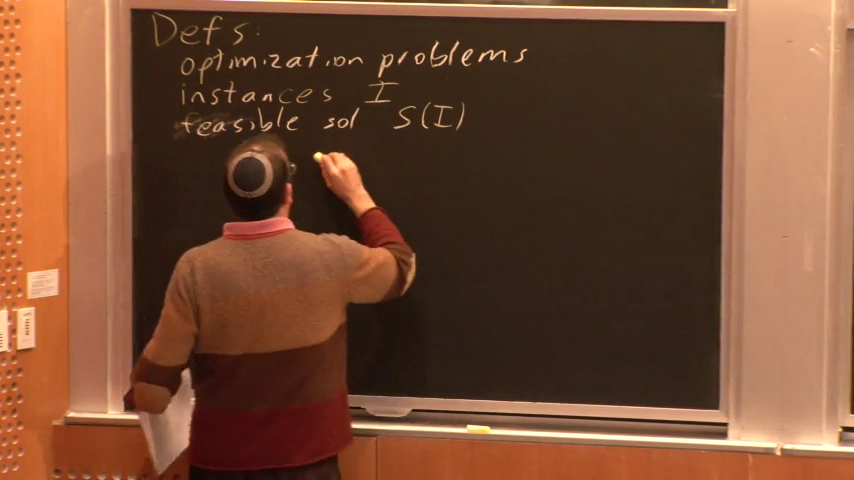 Defs:
optimization problems
instances I
feasible sol S(I)